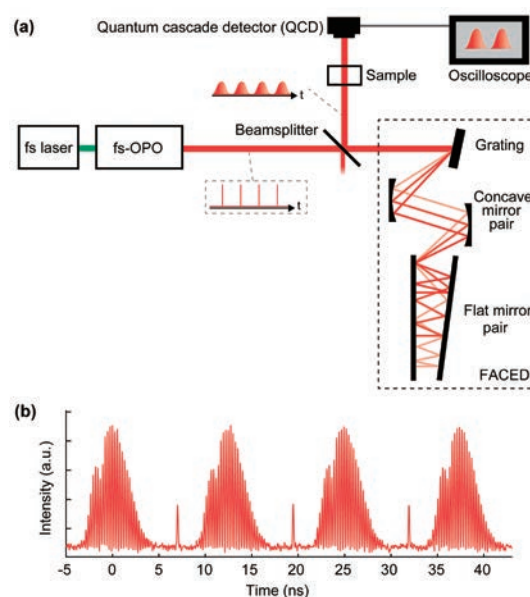 (a)
Quantum cascade detector (QCD)
Sample
Oscilloscope
t
Beamsplitter
fs laser
fs-OPO
Grating
t
Concave
mirror
pair
Flat mirror
pair
FACED
(b)
Intensity (a.u.)
-5 0 5 10 15 20 25 30 35 40
Time (ns)